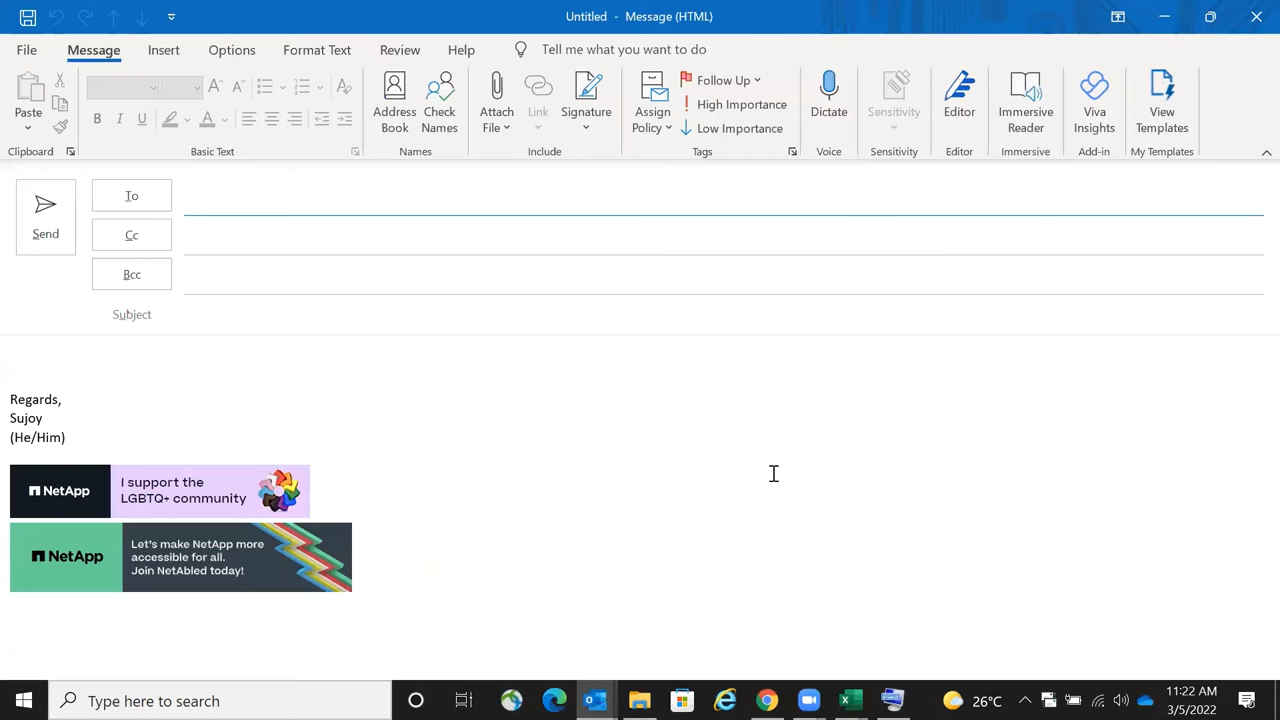 Untitled - Message (HTML)
File Message Insert Options Format Text Review Help Tell me what you want to do
Paste
Clipboard
Basic Text
Address Book
Check Names
Names
Attach File
Link
Signature
Include
Assign Policy
Follow Up
High Importance
Low Importance
Tags
Dictate
Voice
Sensitivity
Sensitivity
Editor
Editor
Immersive Reader
Immersive
Viva Insights
Add-in
View Templates
My Templates
Send
To
Cc
Bcc
Subject
Regards,
Sujoy
(He/Him)
NetApp
I support the
LGBTQ+ community
NetApp
Let's make NetApp more
accessible for all.
Join NetAbled today!
Type here to search
26°C
11:22 AM
3/5/2022